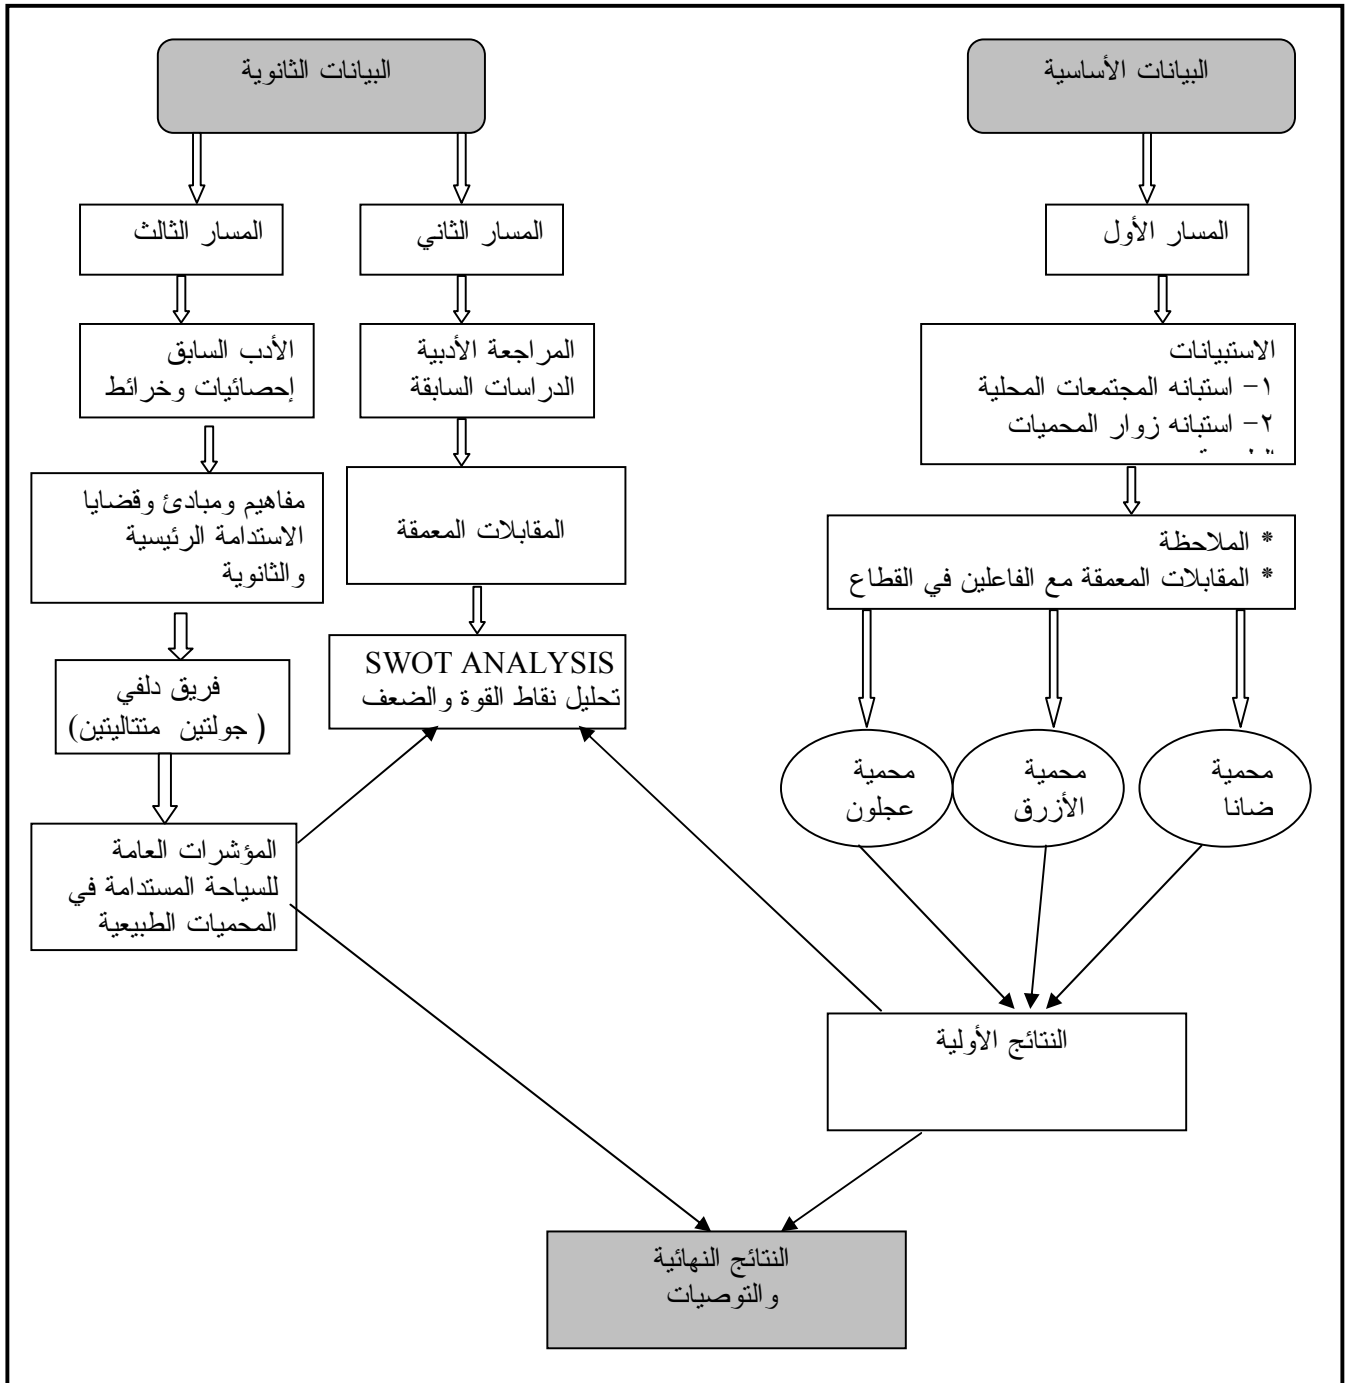 البيانات الأساسية
البيانات الثانوية
المسار الأول
المسار الثاني
المسار الثالث
الاستبيانات
١- استبانه المجتمعات المحلية
٢- استبانه زوار المحميات
المراجعة الأدبية
الدراسات السابقة
الأدب السابق
إحصائيات وخرائط
* الملاحظة
* المقابلات المعمقة مع الفاعلين في القطاع
المقابلات المعمقة
مفاهيم ومبادئ وقضايا
الاستدامة الرئيسية
والثانوية
SWOT ANALYSIS
تحليل نقاط القوة والضعف
فريق دلفي
( جولتين متتاليتين)
محمية
ضانا
محمية
الأزرق
محمية
عجلون
المؤشرات العامة
للسياحة المستدامة في
المحميات الطبيعية
النتائج الأولية
النتائج النهائية
والتوصيات